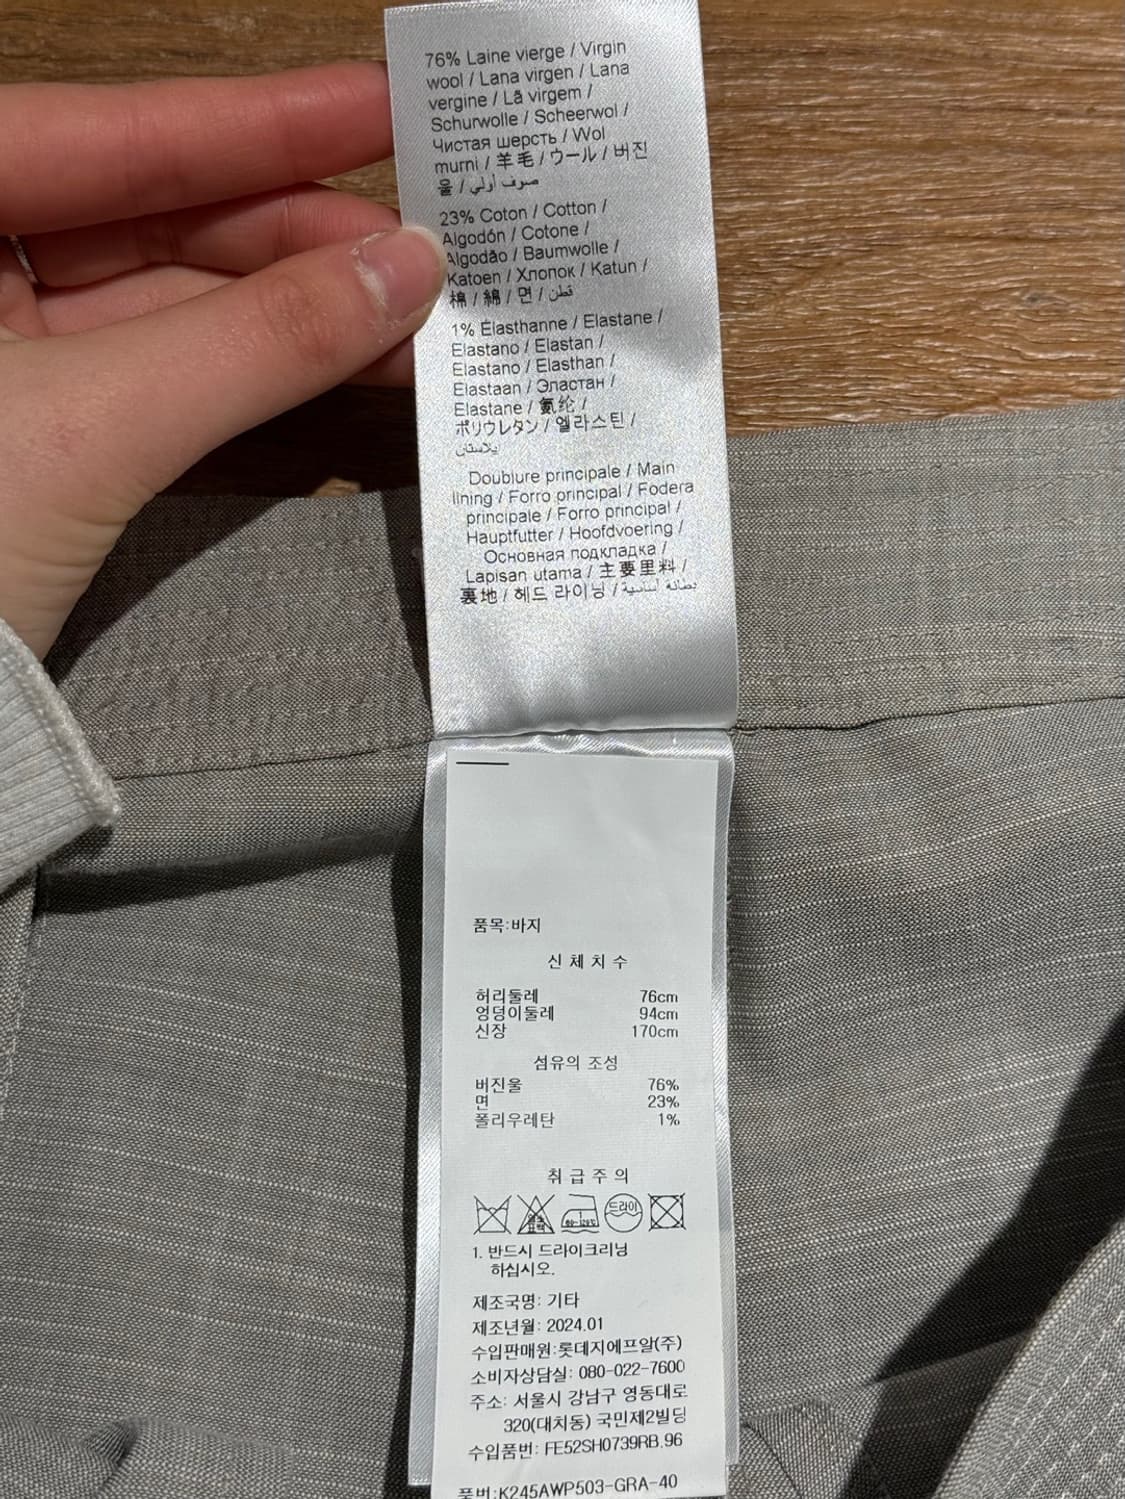 76% Laine vierge / Virgin
wool / Lana virgen / Lana
vergine / Lã virgem /
Schurwolle / Scheerwol /
Чистая шерсть / Wol
murni / 羊毛 / ウール / 버진
울 / صوف أولي
23% Coton / Cotton /
Algodón / Cotone /
Algodão / Baumwolle /
Katoen / Хлопок / Katun /
棉 / 綿 / 면 / قطن
1% Élasthanne / Elastane /
Elastano / Elastan /
Elastano / Elasthan /
Elastaan / Эластан /
Elastane / 氨纶 /
ポリウレタン / 엘라스틴 /
يلاستان
Doublure principale / Main
lining / Forro principal / Fodera
principale / Forro principal /
Hauptfutter / Hoofdvoering /
Основная подкладка /
Lapisan utama / 主要里料 /
裏地 / 헤드 라이닝 / بطانة أساسية
품목:바지
신체치수
허리둘레 76cm
엉덩이둘레 94cm
신장 170cm
섬유의 조성
버진울 76%
면 23%
폴리우레탄 1%
취급주의
드라이
1. 반드시 드라이크리닝
하십시오.
제조국명: 기타
제조년월: 2024.01
수입판매원:롯데지에프알(주)
소비자상담실: 080-022-7600
주소: 서울시 강남구 영동대로
320(대치동) 국민제2빌딩
수입품번: FE52SH0739RB.96
품번:K245AWP503-GRA-40